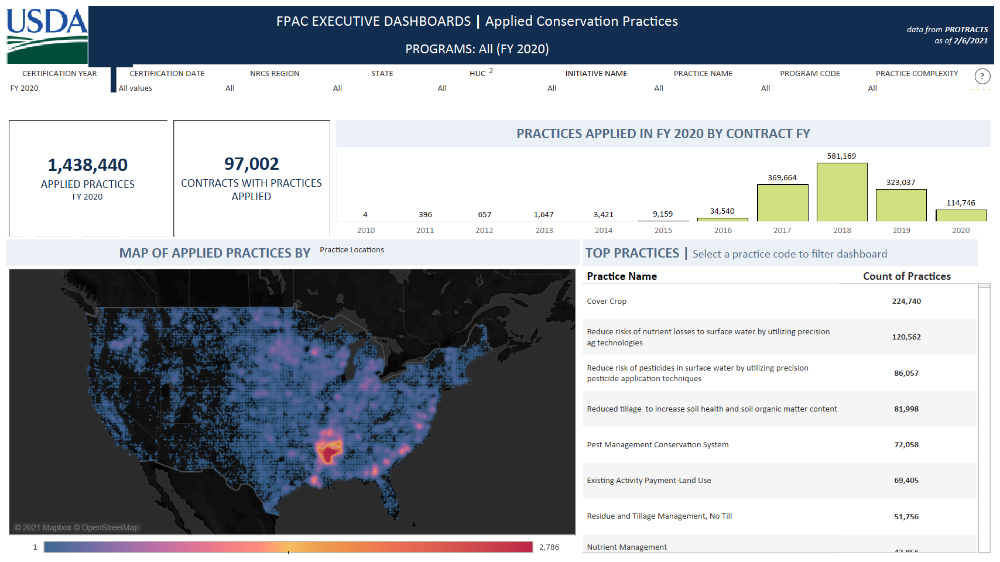 USDA
FPAC EXECUTIVE DASHBOARDS | Applied Conservation Practices
PROGRAMS: All (FY 2020)
data from PROTRACTS
as of 2/6/2021
CERTIFICATION YEAR
FY 2020
CERTIFICATION DATE
All values
NRCS REGION
All
STATE
All
HUC 2
All
INITIATIVE NAME
All
PRACTICE NAME
All
PROGRAM CODE
All
PRACTICE COMPLEXITY
All
?
1,438,440
APPLIED PRACTICES
FY 2020
97,002
CONTRACTS WITH PRACTICES
APPLIED
PRACTICES APPLIED IN FY 2020 BY CONTRACT FY
4 396 657 1,647 3,421 9,159 34,540 369,664 581,169 323,037 114,746
2010 2011 2012 2013 2014 2015 2016 2017 2018 2019 2020
MAP OF APPLIED PRACTICES BY Practice Locations
© 2021 Mapbox © OpenStreetMap
1 2,786
TOP PRACTICES | Select a practice code to filter dashboard
Practice Name Count of Practices
Cover Crop 224,740
Reduce risks of nutrient losses to surface water by utilizing precision
ag technologies 120,562
Reduce risk of pesticides in surface water by utilizing precision
pesticide application techniques 86,057
Reduced tillage  to increase soil health and soil organic matter content 81,998
Pest Management Conservation System 72,058
Existing Activity Payment-Land Use 69,405
Residue and Tillage Management, No Till 51,756
Nutrient Management